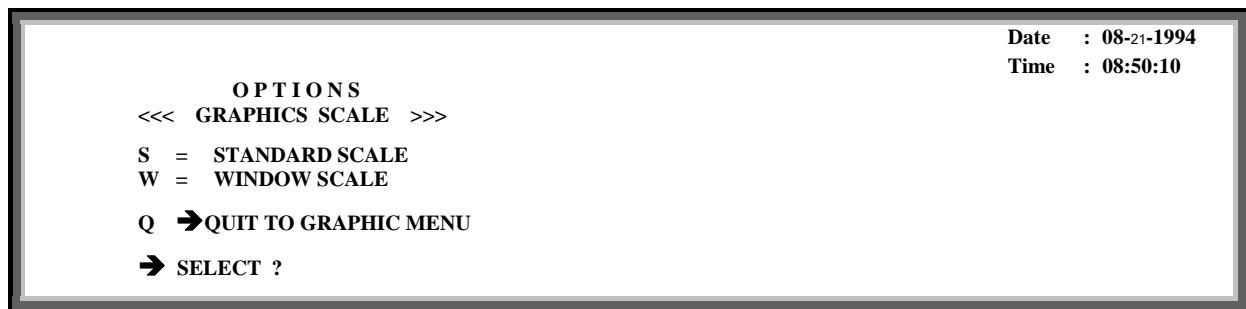 Date : 08-21-1994
Time : 08:50:10
O P T I O N S
<<< GRAPHICS SCALE >>>
S = STANDARD SCALE
W = WINDOW SCALE
Q ➔QUIT TO GRAPHIC MENU
➔ SELECT ?